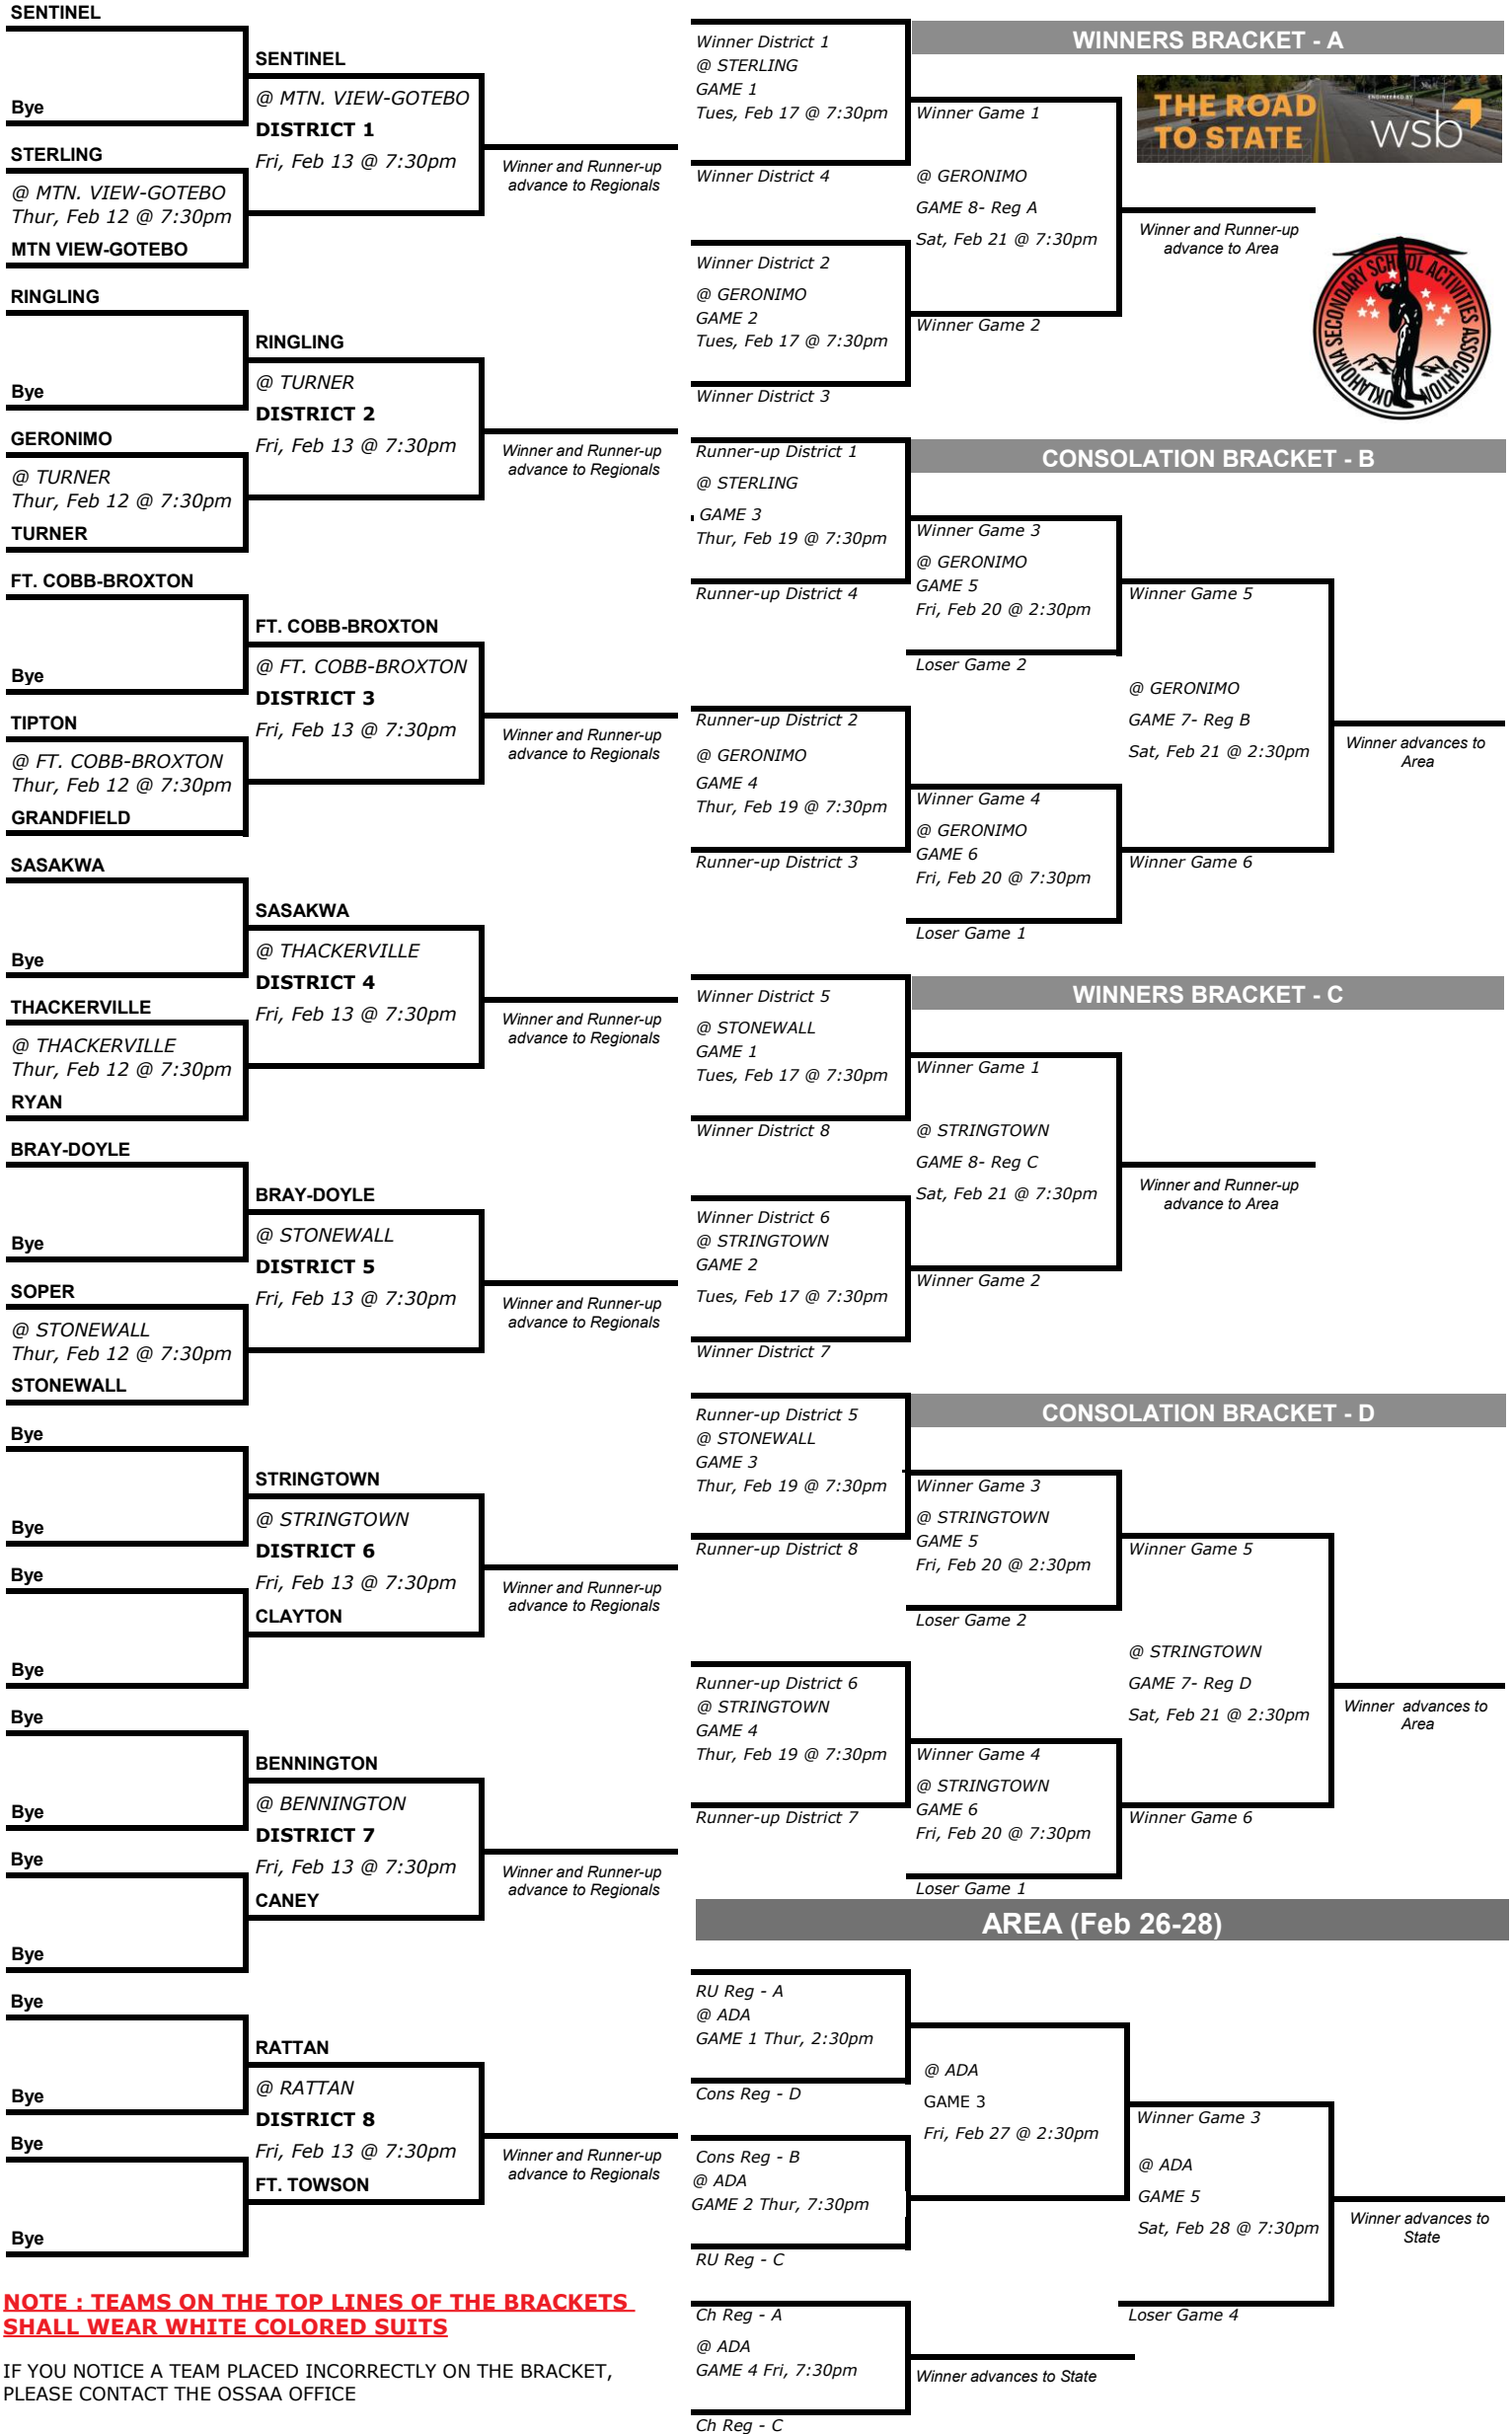 SENTINEL
Bye
STERLING
@ MTN. VIEW-GOTEBO
Thur, Feb 12 @ 7:30pm
MTN VIEW-GOTEBO
SENTINEL
@ MTN. VIEW-GOTEBO
DISTRICT 1
Fri, Feb 13 @ 7:30pm
Winner and Runner-up
advance to Regionals
RINGLING
Bye
GERONIMO
@ TURNER
Thur, Feb 12 @ 7:30pm
TURNER
RINGLING
@ TURNER
DISTRICT 2
Fri, Feb 13 @ 7:30pm
Winner and Runner-up
advance to Regionals
FT. COBB-BROXTON
Bye
TIPTON
@ FT. COBB-BROXTON
Thur, Feb 12 @ 7:30pm
GRANDFIELD
FT. COBB-BROXTON
@ FT. COBB-BROXTON
DISTRICT 3
Fri, Feb 13 @ 7:30pm
Winner and Runner-up
advance to Regionals
SASAKWA
Bye
THACKERVILLE
@ THACKERVILLE
Thur, Feb 12 @ 7:30pm
RYAN
SASAKWA
@ THACKERVILLE
DISTRICT 4
Fri, Feb 13 @ 7:30pm
Winner and Runner-up
advance to Regionals
BRAY-DOYLE
Bye
SOPER
@ STONEWALL
Thur, Feb 12 @ 7:30pm
STONEWALL
BRAY-DOYLE
@ STONEWALL
DISTRICT 5
Fri, Feb 13 @ 7:30pm
Winner and Runner-up
advance to Regionals
Bye
Bye
Bye
Bye
STRINGTOWN
@ STRINGTOWN
DISTRICT 6
Fri, Feb 13 @ 7:30pm
CLAYTON
Winner and Runner-up
advance to Regionals
Bye
Bye
Bye
Bye
BENNINGTON
@ BENNINGTON
DISTRICT 7
Fri, Feb 13 @ 7:30pm
CANEY
Winner and Runner-up
advance to Regionals
Bye
Bye
Bye
Bye
RATTAN
@ RATTAN
DISTRICT 8
Fri, Feb 13 @ 7:30pm
FT. TOWSON
Winner and Runner-up
advance to Regionals
NOTE : TEAMS ON THE TOP LINES OF THE BRACKETS
SHALL WEAR WHITE COLORED SUITS
IF YOU NOTICE A TEAM PLACED INCORRECTLY ON THE BRACKET,
PLEASE CONTACT THE OSSAA OFFICE
WINNERS BRACKET - A
THE ROAD
TO STATE
ENGINEERED BY
wsb
OKLAHOMA SECONDARY SCHOOL ACTIVITIES ASSOCIATION
Winner District 1
@ STERLING
GAME 1
Tues, Feb 17 @ 7:30pm
Winner District 4
Winner District 2
@ GERONIMO
GAME 2
Tues, Feb 17 @ 7:30pm
Winner District 3
Winner Game 1
@ GERONIMO
GAME 8- Reg A
Sat, Feb 21 @ 7:30pm
Winner Game 2
Winner and Runner-up
advance to Area
CONSOLATION BRACKET - B
Runner-up District 1
@ STERLING
GAME 3
Thur, Feb 19 @ 7:30pm
Runner-up District 4
Runner-up District 2
@ GERONIMO
GAME 4
Thur, Feb 19 @ 7:30pm
Runner-up District 3
Winner Game 3
@ GERONIMO
GAME 5
Fri, Feb 20 @ 2:30pm
Loser Game 2
Winner Game 4
@ GERONIMO
GAME 6
Fri, Feb 20 @ 7:30pm
Loser Game 1
Winner Game 5
@ GERONIMO
GAME 7- Reg B
Sat, Feb 21 @ 2:30pm
Winner Game 6
Winner advances to
Area
WINNERS BRACKET - C
Winner District 5
@ STONEWALL
GAME 1
Tues, Feb 17 @ 7:30pm
Winner District 8
Winner District 6
@ STRINGTOWN
GAME 2
Tues, Feb 17 @ 7:30pm
Winner District 7
Winner Game 1
@ STRINGTOWN
GAME 8- Reg C
Sat, Feb 21 @ 7:30pm
Winner Game 2
Winner and Runner-up
advance to Area
CONSOLATION BRACKET - D
Runner-up District 5
@ STONEWALL
GAME 3
Thur, Feb 19 @ 7:30pm
Runner-up District 8
Runner-up District 6
@ STRINGTOWN
GAME 4
Thur, Feb 19 @ 7:30pm
Runner-up District 7
Winner Game 3
@ STRINGTOWN
GAME 5
Fri, Feb 20 @ 2:30pm
Loser Game 2
Winner Game 4
@ STRINGTOWN
GAME 6
Fri, Feb 20 @ 7:30pm
Loser Game 1
Winner Game 5
@ STRINGTOWN
GAME 7- Reg D
Sat, Feb 21 @ 2:30pm
Winner Game 6
Winner advances to
Area
AREA (Feb 26-28)
RU Reg - A
@ ADA
GAME 1 Thur, 2:30pm
Cons Reg - D
Cons Reg - B
@ ADA
GAME 2 Thur, 7:30pm
RU Reg - C
@ ADA
GAME 3
Fri, Feb 27 @ 2:30pm
Winner Game 3
@ ADA
GAME 5
Sat, Feb 28 @ 7:30pm
Loser Game 4
Winner advances to
State
Ch Reg - A
@ ADA
GAME 4 Fri, 7:30pm
Ch Reg - C
Winner advances to State